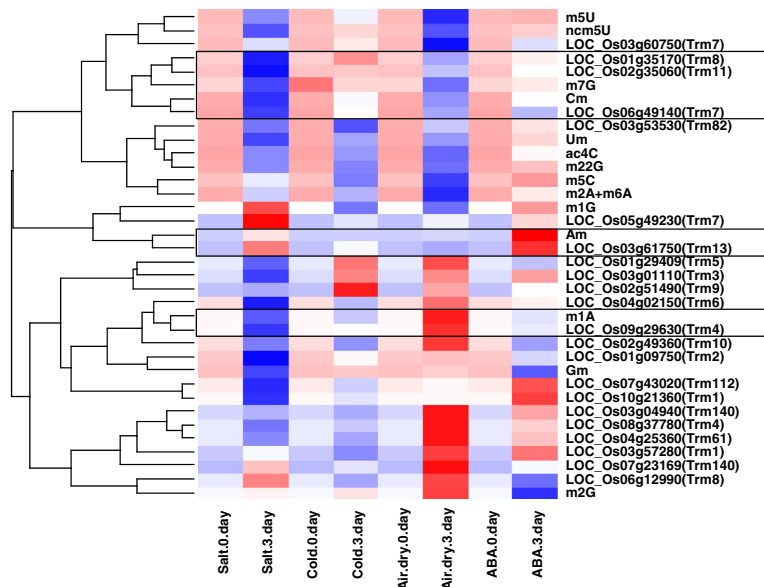 m5U
ncm5U
LOC_Os03g60750(Trm7)
LOC_Os01g35170(Trm8)
LOC_Os02g35060(Trm11)
m7G
Cm
LOC_Os06g49140(Trm7)
LOC_Os03g53530(Trm82)
Um
ac4C
m22G
m5C
m2A+m6A
m1G
LOC_Os05g49230(Trm7)
Am
LOC_Os03g61750(Trm13)
LOC_Os01g29409(Trm5)
LOC_Os03g01110(Trm3)
LOC_Os02g51490(Trm9)
LOC_Os04g02150(Trm6)
m1A
LOC_Os09g29630(Trm4)
LOC_Os02g49360(Trm10)
LOC_Os01g09750(Trm2)
Gm
LOC_Os07g43020(Trm112)
LOC_Os10g21360(Trm1)
LOC_Os03g04940(Trm140)
LOC_Os08g37780(Trm4)
LOC_Os04g25360(Trm61)
LOC_Os03g57280(Trm1)
LOC_Os07g23169(Trm140)
LOC_Os06g12990(Trm8)
m2G
Salt.0.day
Salt.3.day
Cold.0.day
Cold.3.day
Air.dry.0.day
Air.dry.3.day
ABA.0.day
ABA.3.day